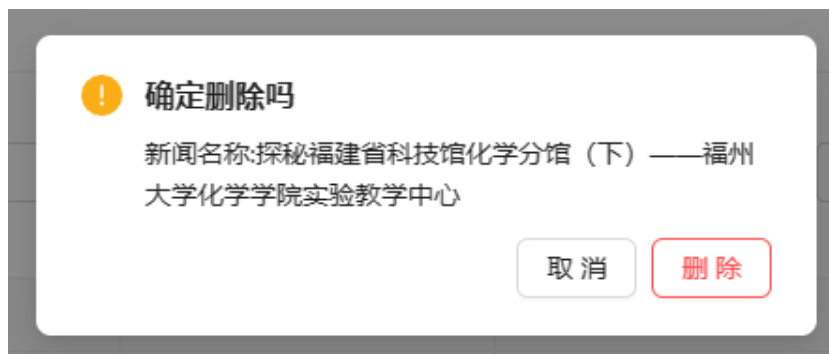 确定删除吗
新闻名称:探秘福建省科技馆化学分馆（下）——福州
大学化学学院实验教学中心
取 消
删 除